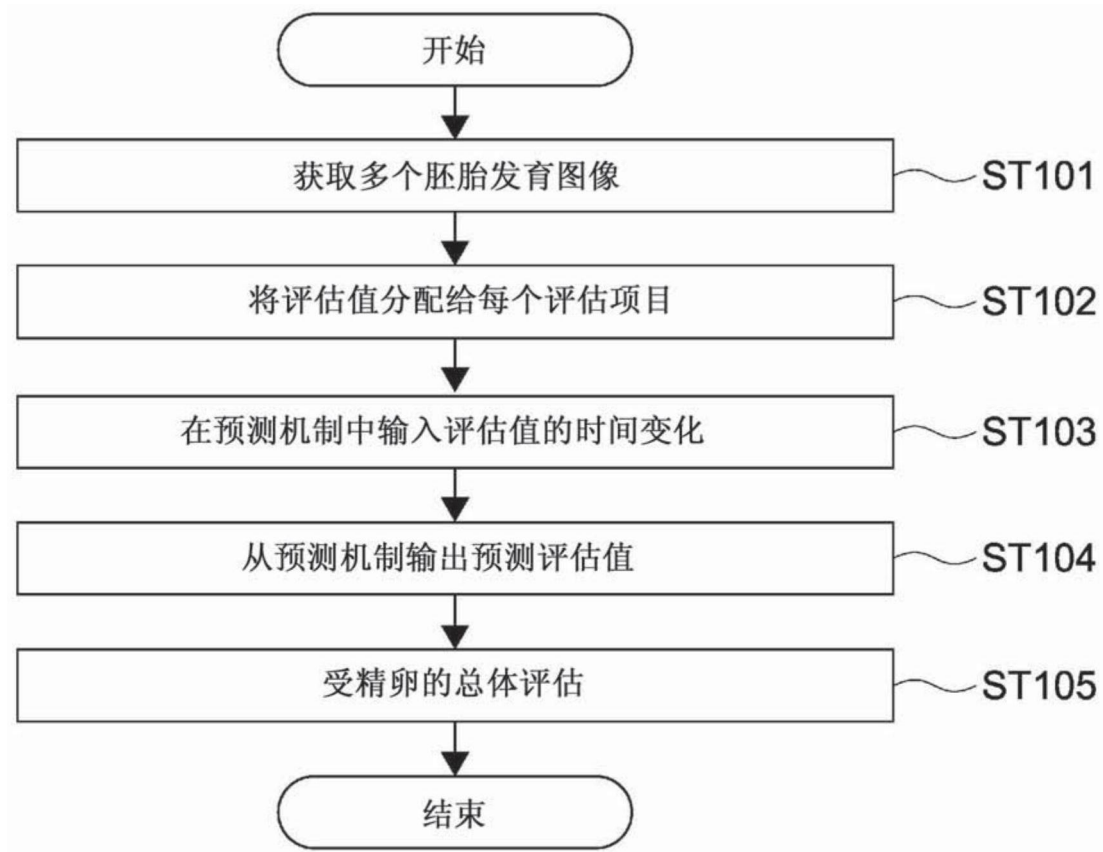 开始
获取多个胚胎发育图像
ST101
将评估值分配给每个评估项目
ST102
在预测机制中输入评估值的时间变化
ST103
从预测机制输出预测评估值
ST104
受精卵的总体评估
ST105
结束